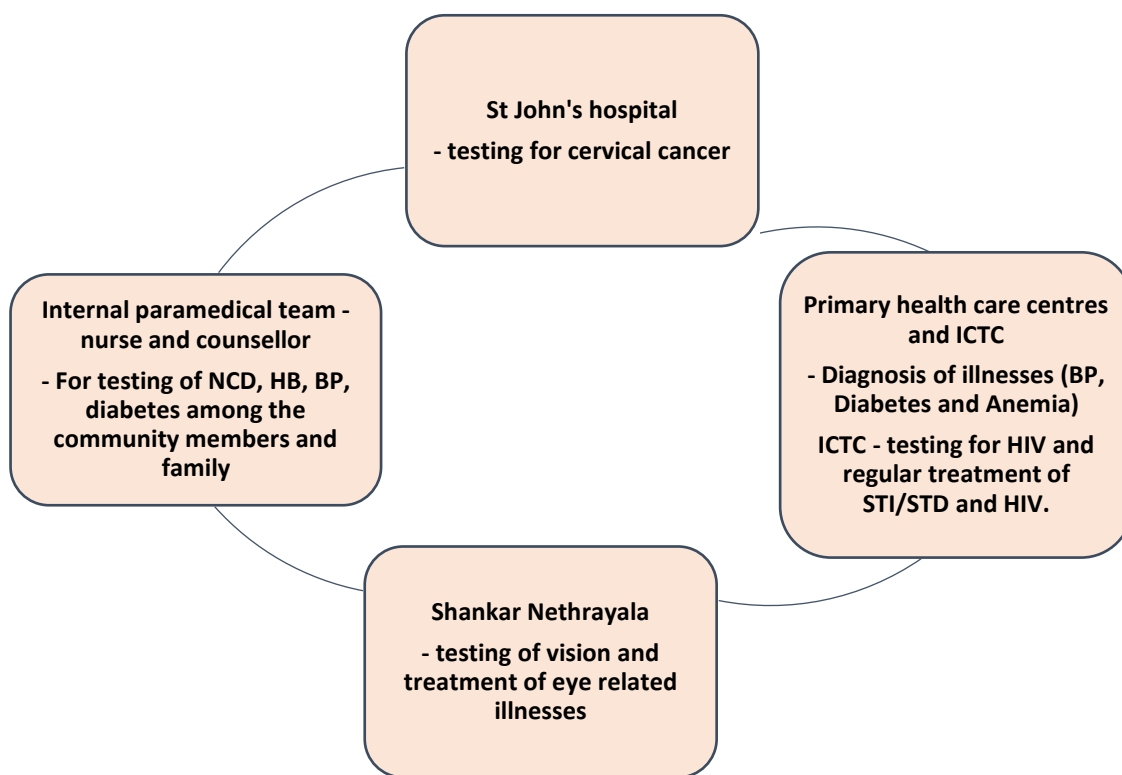 St John's hospital
- testing for cervical cancer
Primary health care centres
and ICTC
- Diagnosis of illnesses (BP,
Diabetes and Anemia)
ICTC - testing for HIV and
regular treatment of
STI/STD and HIV.
Shankar Nethrayala
- testing of vision and
treatment of eye related
illnesses
Internal paramedical team -
nurse and counsellor
- For testing of NCD, HB, BP,
diabetes among the
community members and
family